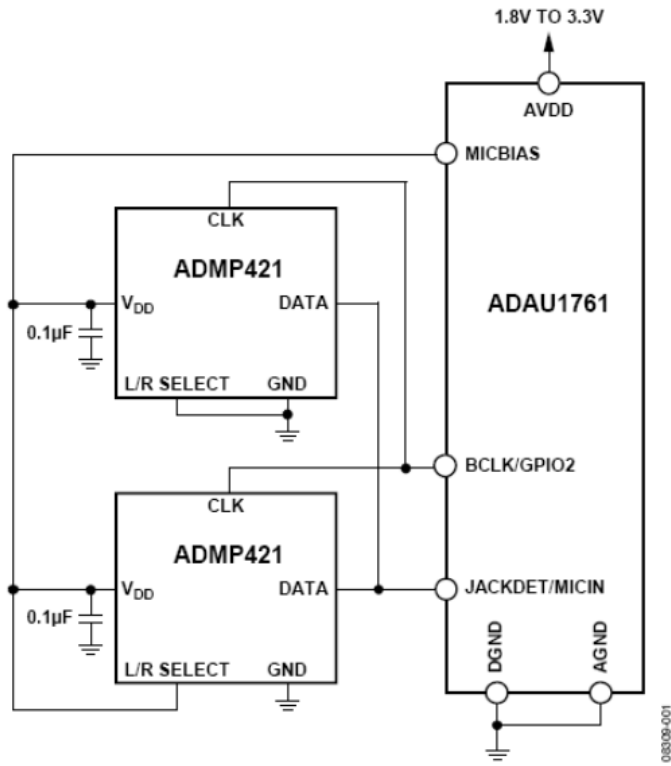 1.8V TO 3.3V
AVDD
MICBIAS
CLK
ADMP421
VDD
DATA
0.1µF
L/R SELECT
GND
ADAU1761
BCLK/GPIO2
CLK
ADMP421
VDD
DATA
JACKDET/MICIN
0.1µF
L/R SELECT
GND
DGND
AGND
08309-001